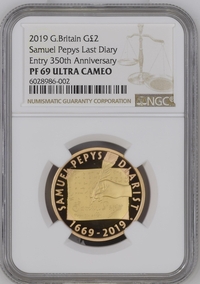 2019 G.Britain G£2
Samuel Pepys Last Diary
Entry 350th Anniversary
PF 69 ULTRA CAMEO
6028986-002
NUMISMATIC GUARANTY CORPORATION
NGC
SAMUEL PEPYS DIARIST
1669-2019